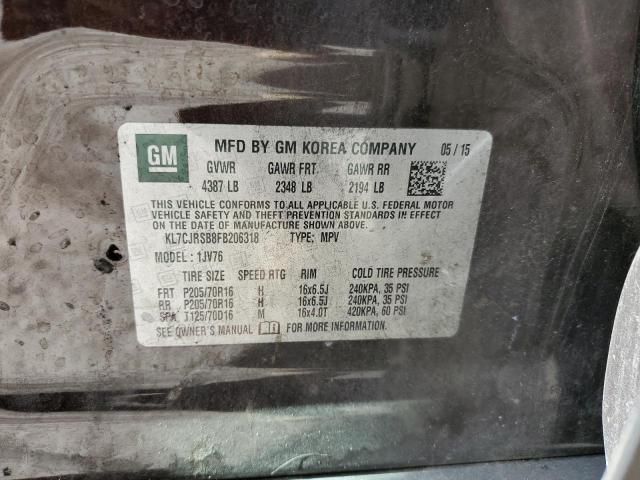 GM MFD BY GM KOREA COMPANY 05 / 15
GVWR GAWR FRT. GAWR RR
4387 LB 2348 LB 2194 LB
THIS VEHICLE CONFORMS TO ALL APPLICABLE U.S. FEDERAL MOTOR
VEHICLE SAFETY AND THEFT PREVENTION STANDARDS IN EFFECT
ON THE DATE OF MANUFACTURE SHOWN ABOVE.
KL7CJRSB8FB206318 TYPE: MPV
MODEL : 1JV76
TIRE SIZE SPEED RTG RIM COLD TIRE PRESSURE
FRT P205/70R16 H 16x6.5J 240KPA, 35 PSI
RR P205/70R16 H 16x6.5J 240KPA, 35 PSI
SPA T125/70D16 M 16x4.0T 420KPA, 60 PSI
SEE OWNER'S MANUAL FOR MORE INFORMATION.